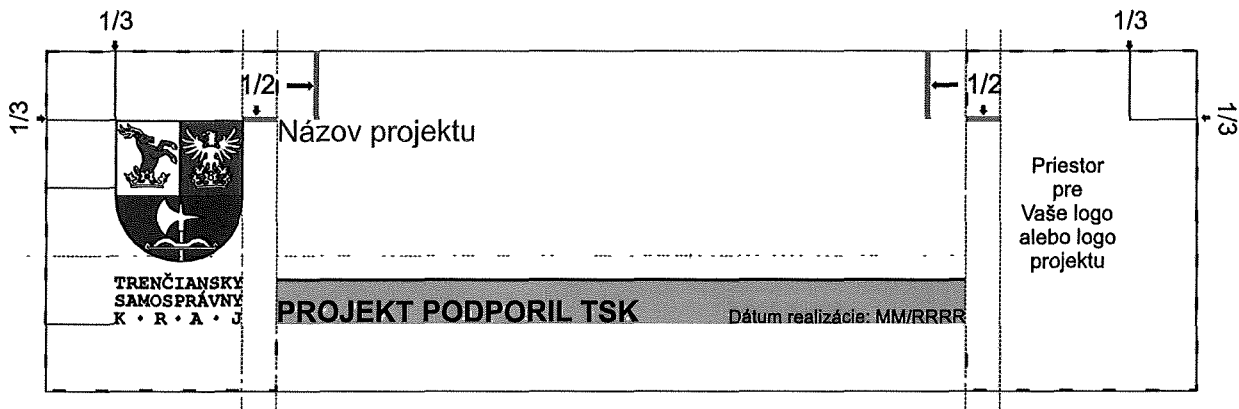 1/3
1/3
1/2
1/2
1/3
Názov projektu
1/3
Priestor
pre
Vaše logo
alebo logo
projektu
TRENČIANSKY
SAMOSPRÁVNY
K • R • A • J
PROJEKT PODPORIL TSK
Dátum realizácie: MM/RRRR